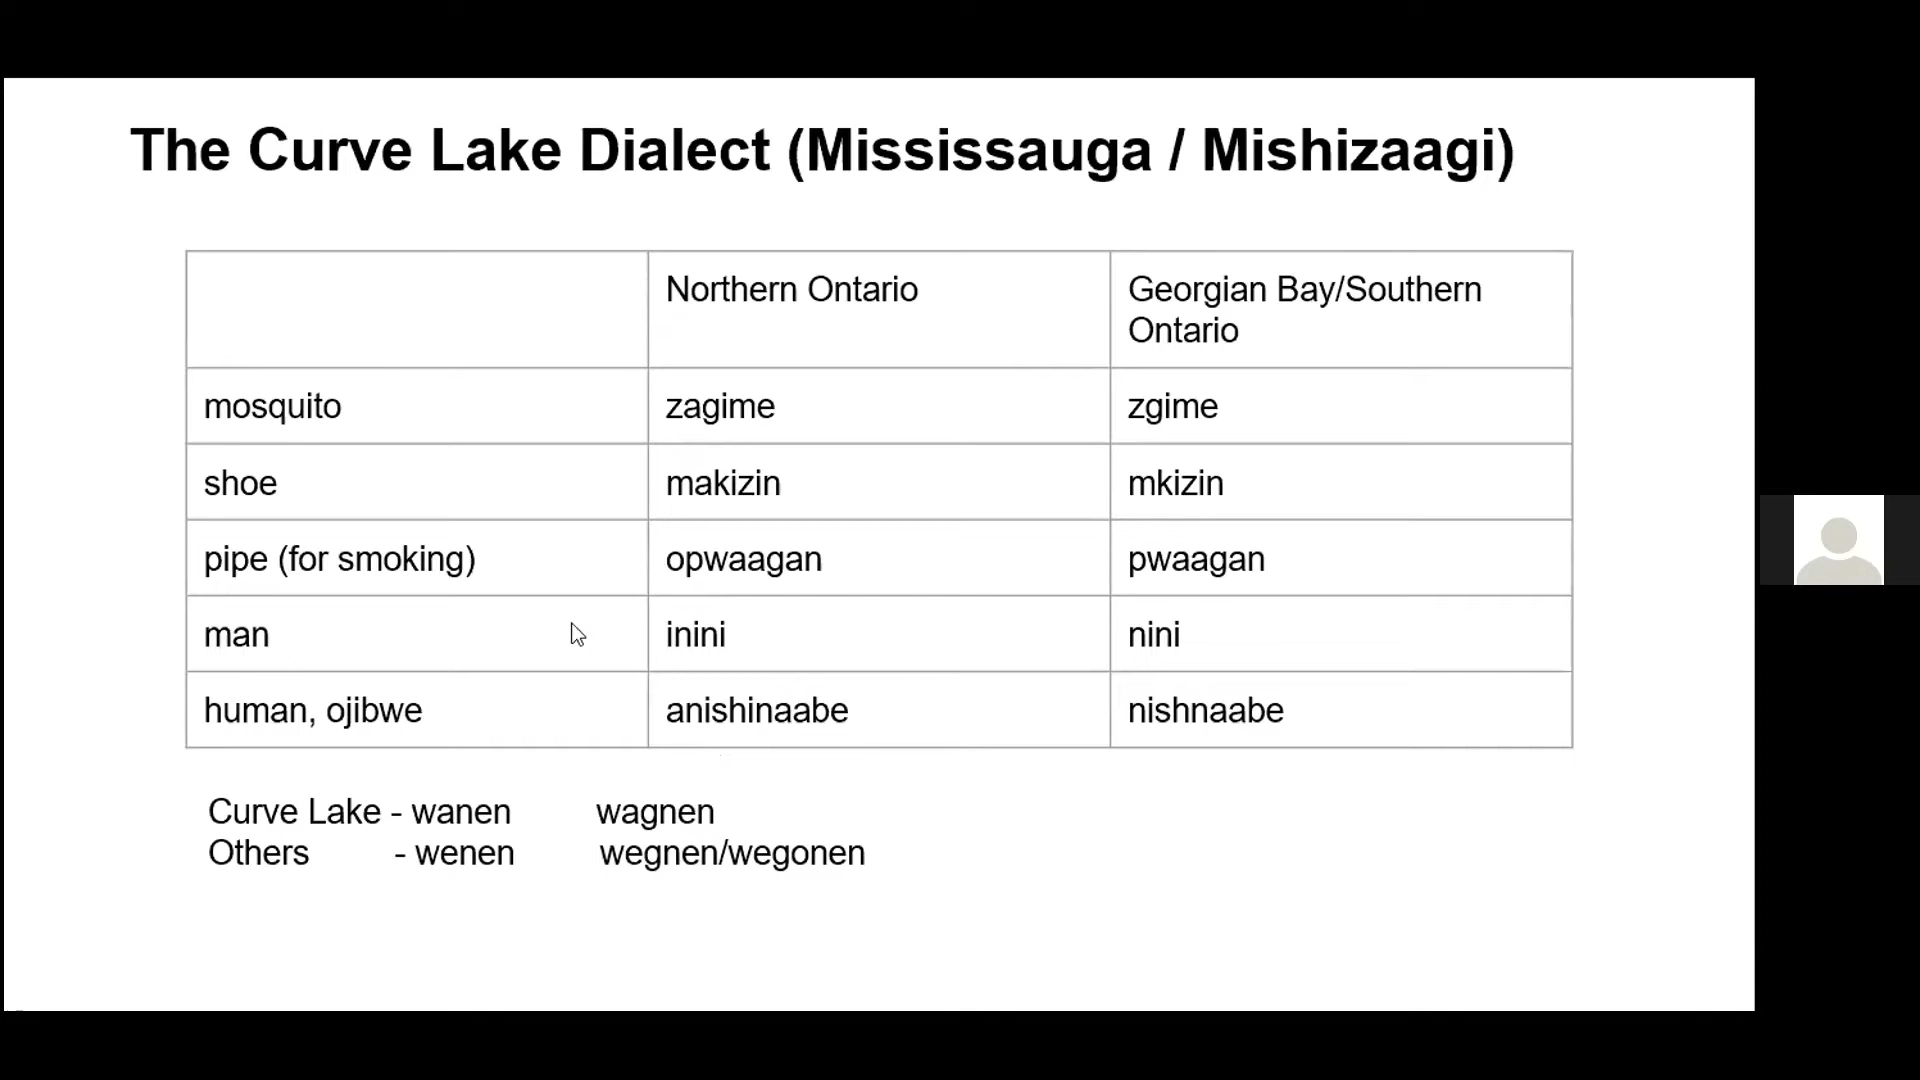 The Curve Lake Dialect (Mississauga / Mishizaagi)
Northern Ontario
Georgian Bay/Southern
Ontario
mosquito zagime zgime
shoe makizin mkizin
pipe (for smoking) opwaagan pwaagan
man inini nini
human, ojibwe anishinaabe nishnaabe
Curve Lake - wanen wagnen
Others - wenen wegnen/wegonen